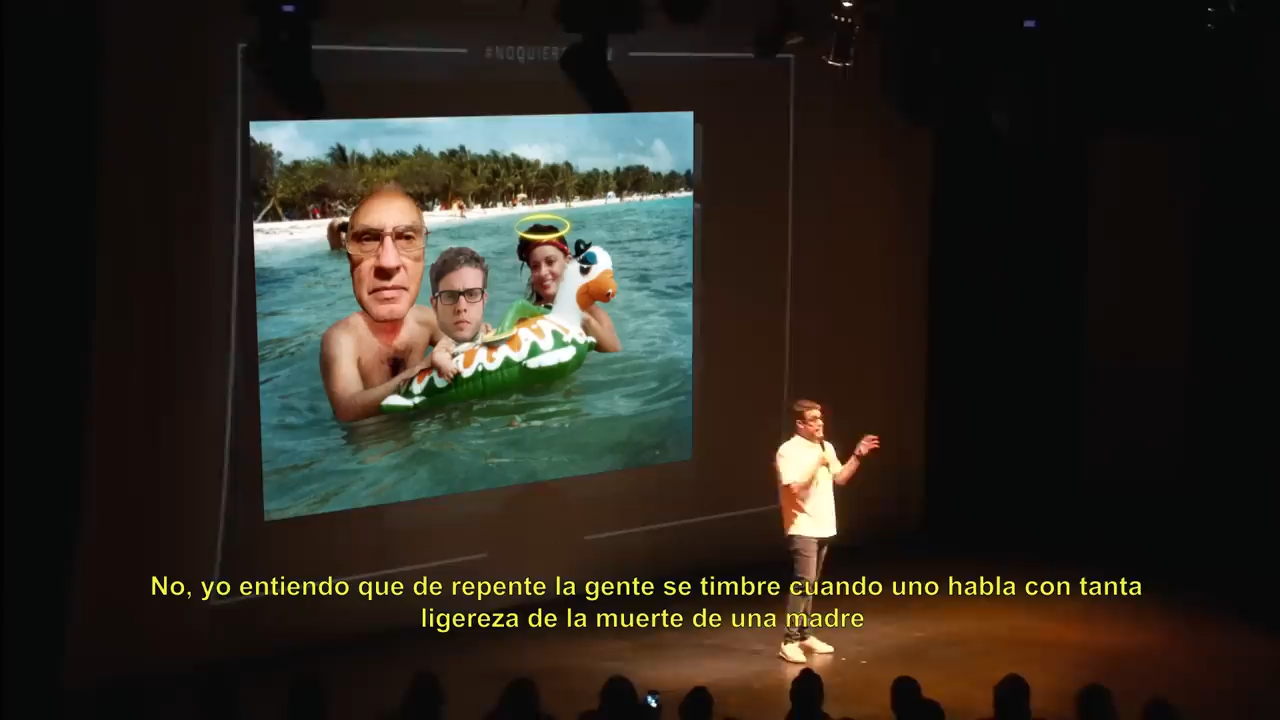 No, yo entiendo que de repente la gente se timbre cuando uno habla con tanta
ligereza de la muerte de una madre